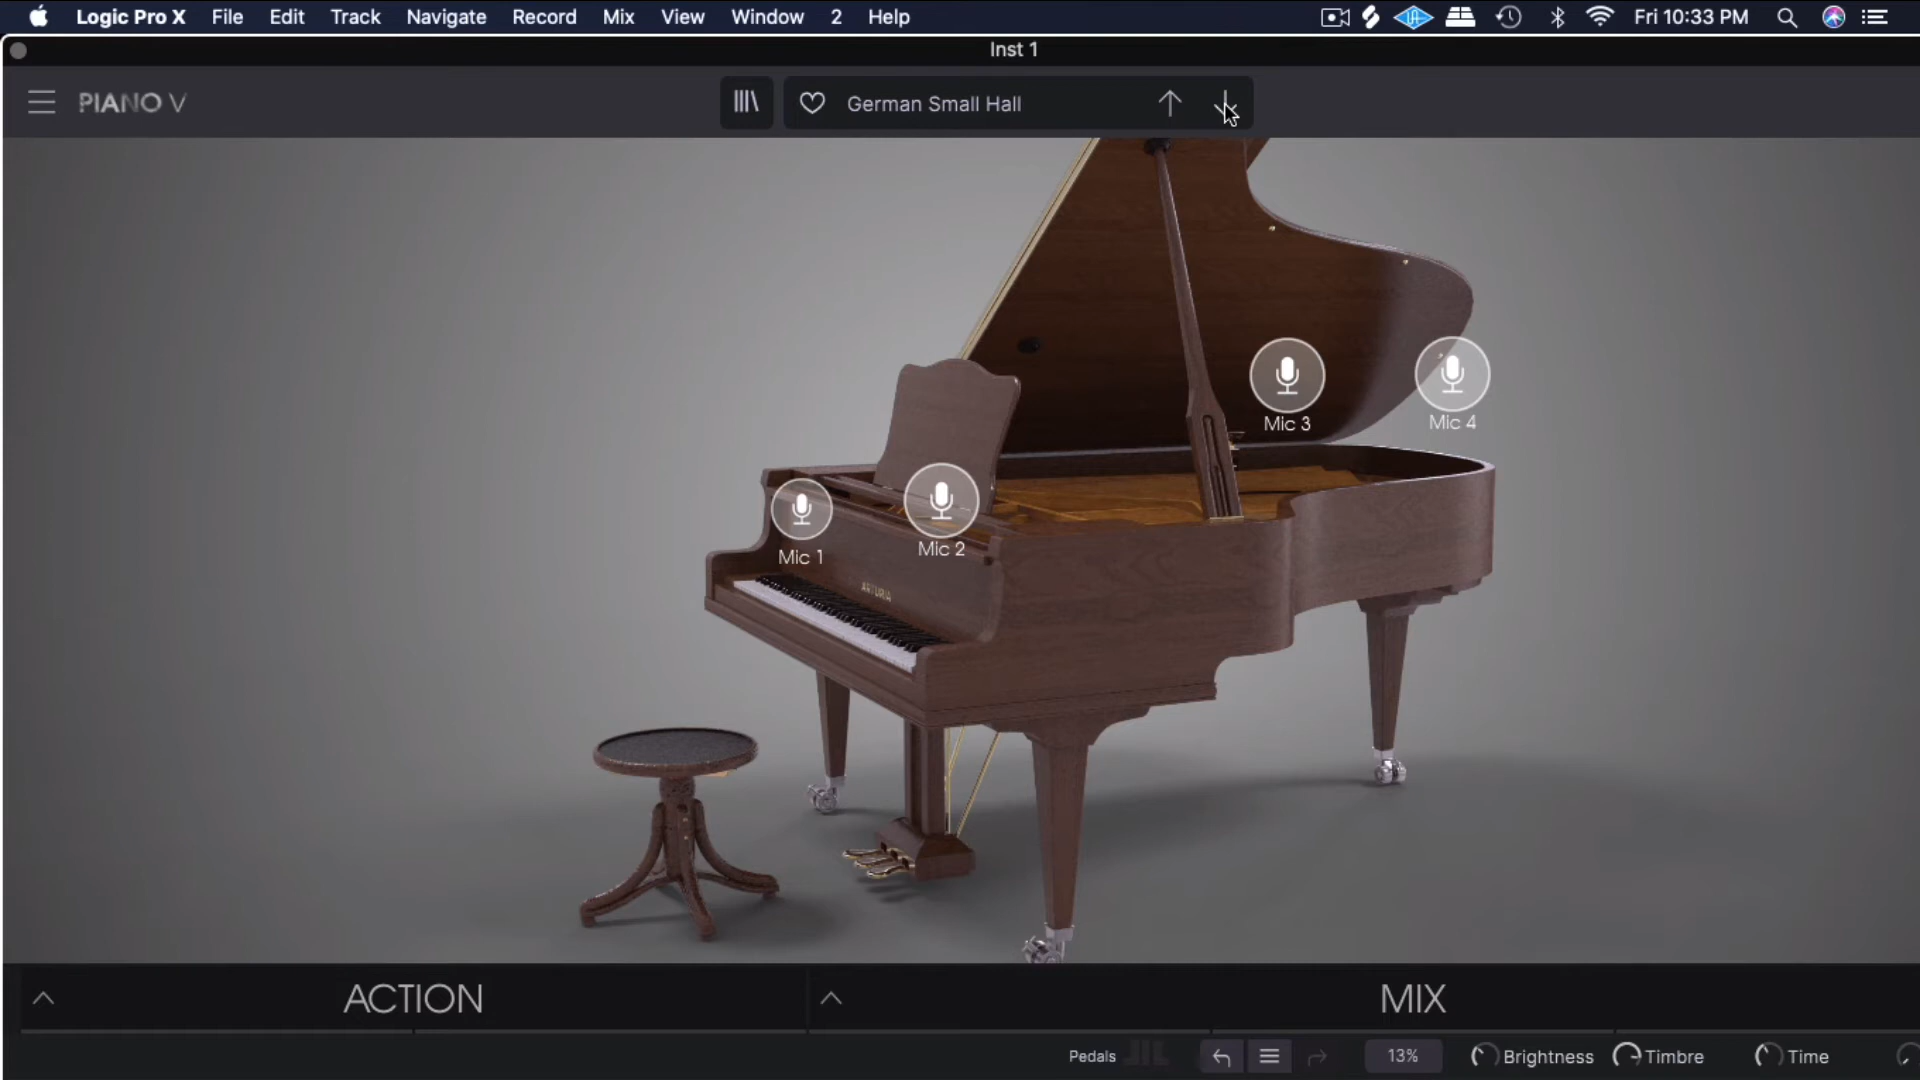 Logic Pro X File Edit Track Navigate Record Mix View Window 2 Help Fri 10:33 PM
Inst 1
PIANO V German Small Hall
Mic 3 Mic 4
Mic 1 Mic 2
ARTURIA
ACTION MIX
Pedals 13% Brightness Timbre Time